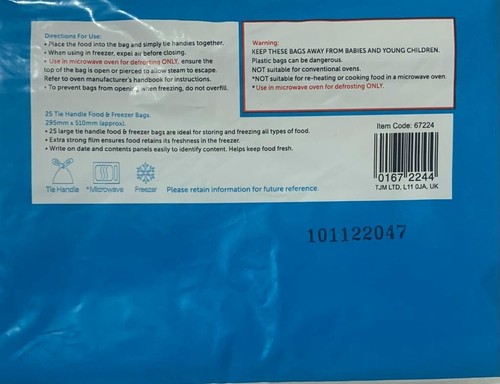 Directions For Use:
• Place the food into the bag and simply tie handles together.
• When using in freezer, expel air before closing.
• Use in microwave oven for defrosting ONLY, ensure the
top of the bag is open or pierced to allow steam to escape.
Refer to oven manufacturer's handbook for instructions.
• To prevent bags from opening when freezing, do not overfill.
Warning:
KEEP THESE BAGS AWAY FROM BABIES AND YOUNG CHILDREN.
Plastic bags can be dangerous.
NOT suitable for conventional ovens.
*NOT suitable for re-heating or cooking food in a microwave oven.
*Use in microwave oven for defrosting ONLY.
25 Tie Handle Food & Freezer Bags.
295mm x 510mm (approx).
• 25 large tie handle food & freezer bags are ideal for storing and freezing all types of food.
• Extra strong film ensures food retains its freshness in the freezer.
• Write on date and contents panels easily to identify content. Helps keep food fresh.
Tie Handle *Microwave Freezer Please retain information for future reference.
Item Code: 67224
0167 2244
TJM LTD, L11 0JA, UK
101122047